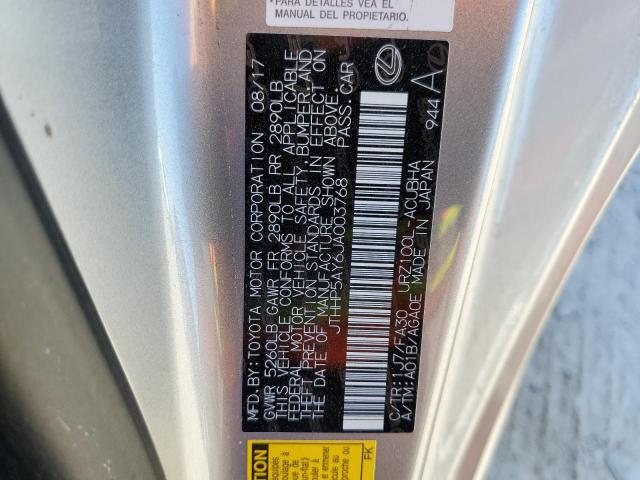 *PARA DETALLES VEA EL
MANUAL DEL PROPIETARIO.
MFD.BY:TOYOTA MOTOR CORPORATION 08/17
GVWR 5260LB GAWR FR 2890LB RR 2890LB
THIS VEHICLE CONFORMS TO ALL APPLICABLE
FEDERAL MOTOR VEHICLE SAFETY,BUMPER,AND
THEFT PREVENTION STANDARDS IN EFFECT ON
THE DATE OF MANUFACTURE SHOWN ABOVE.
JTHHP5AY6JA003768 PASS.CAR
C/TR:1J7/FA30 URZ100L-ACUBHA
A/TM:A01B/AGA0E MADE IN JAPAN
944 A
TION
FK